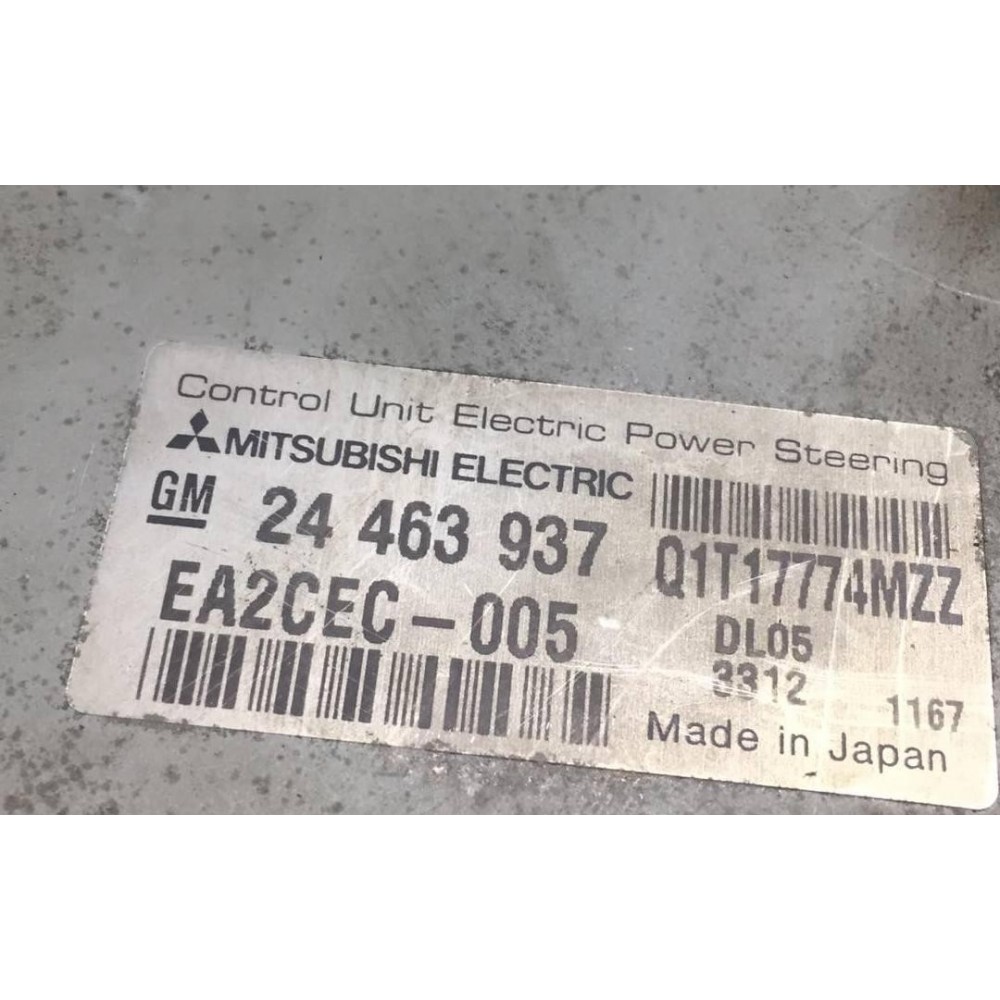 Control Unit Electric Power Steering
MITSUBISHI ELECTRIC
GM 24 463 937
Q1T17774MZZ
EA2CEC-005
DL05
3312 1167
Made in Japan